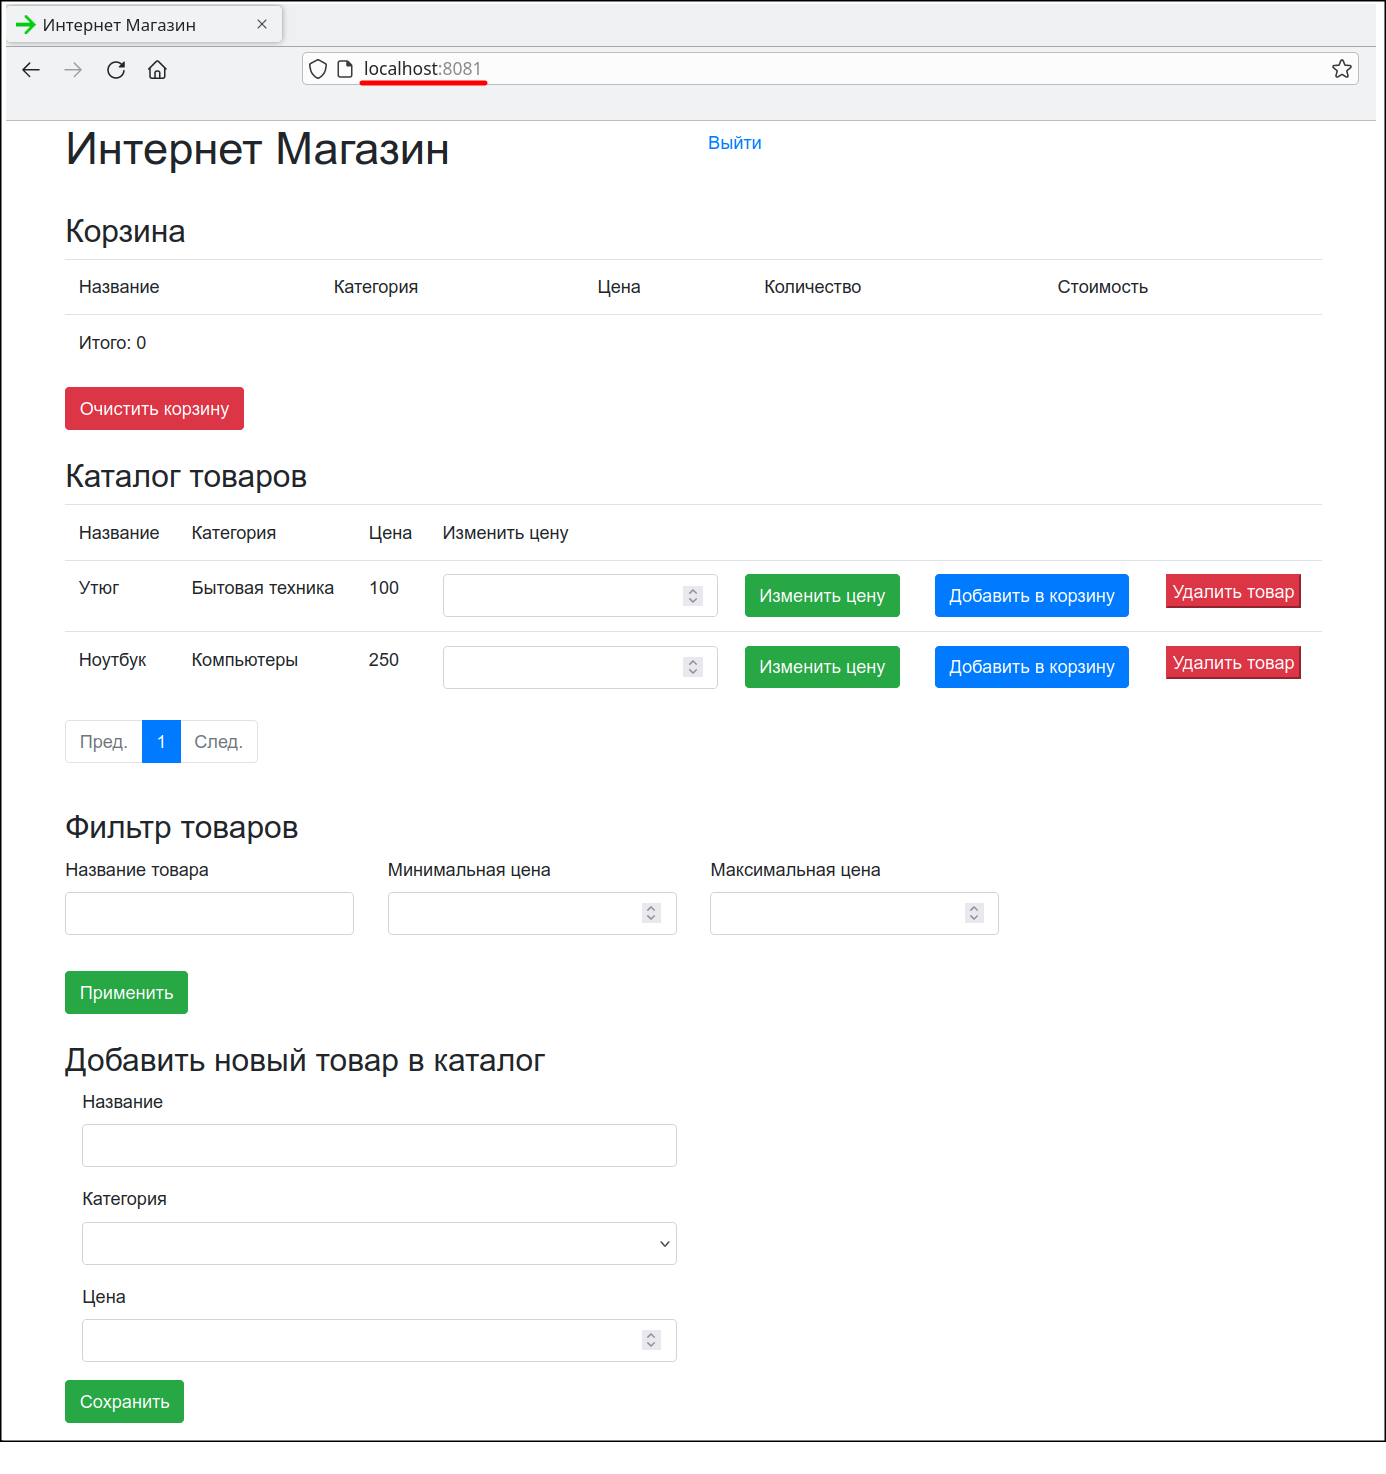 Интернет Магазин
localhost:8081
Интернет Магазин Выйти
Корзина
Название Категория Цена Количество Стоимость
Итого: 0
Очистить корзину
Каталог товаров
Название Категория Цена Изменить цену
Утюг Бытовая техника 100 Изменить цену Добавить в корзину Удалить товар
Ноутбук Компьютеры 250 Изменить цену Добавить в корзину Удалить товар
Пред. 1 След.
Фильтр товаров
Название товара Минимальная цена Максимальная цена
Применить
Добавить новый товар в каталог
Название
Категория
Цена
Сохранить